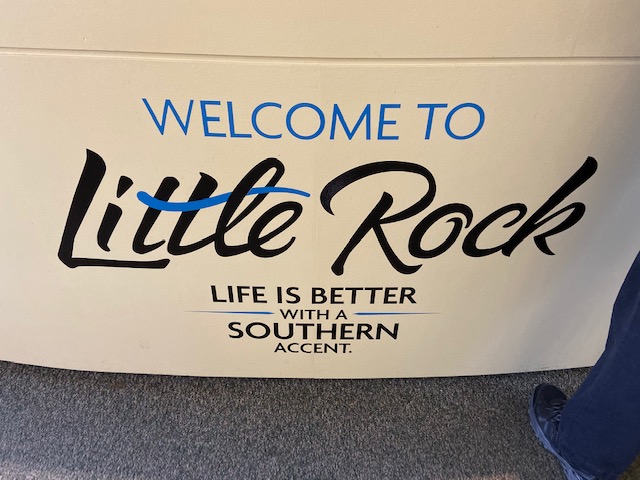 WELCOME TO
Little Rock
LIFE IS BETTER
WITH A
SOUTHERN
ACCENT.